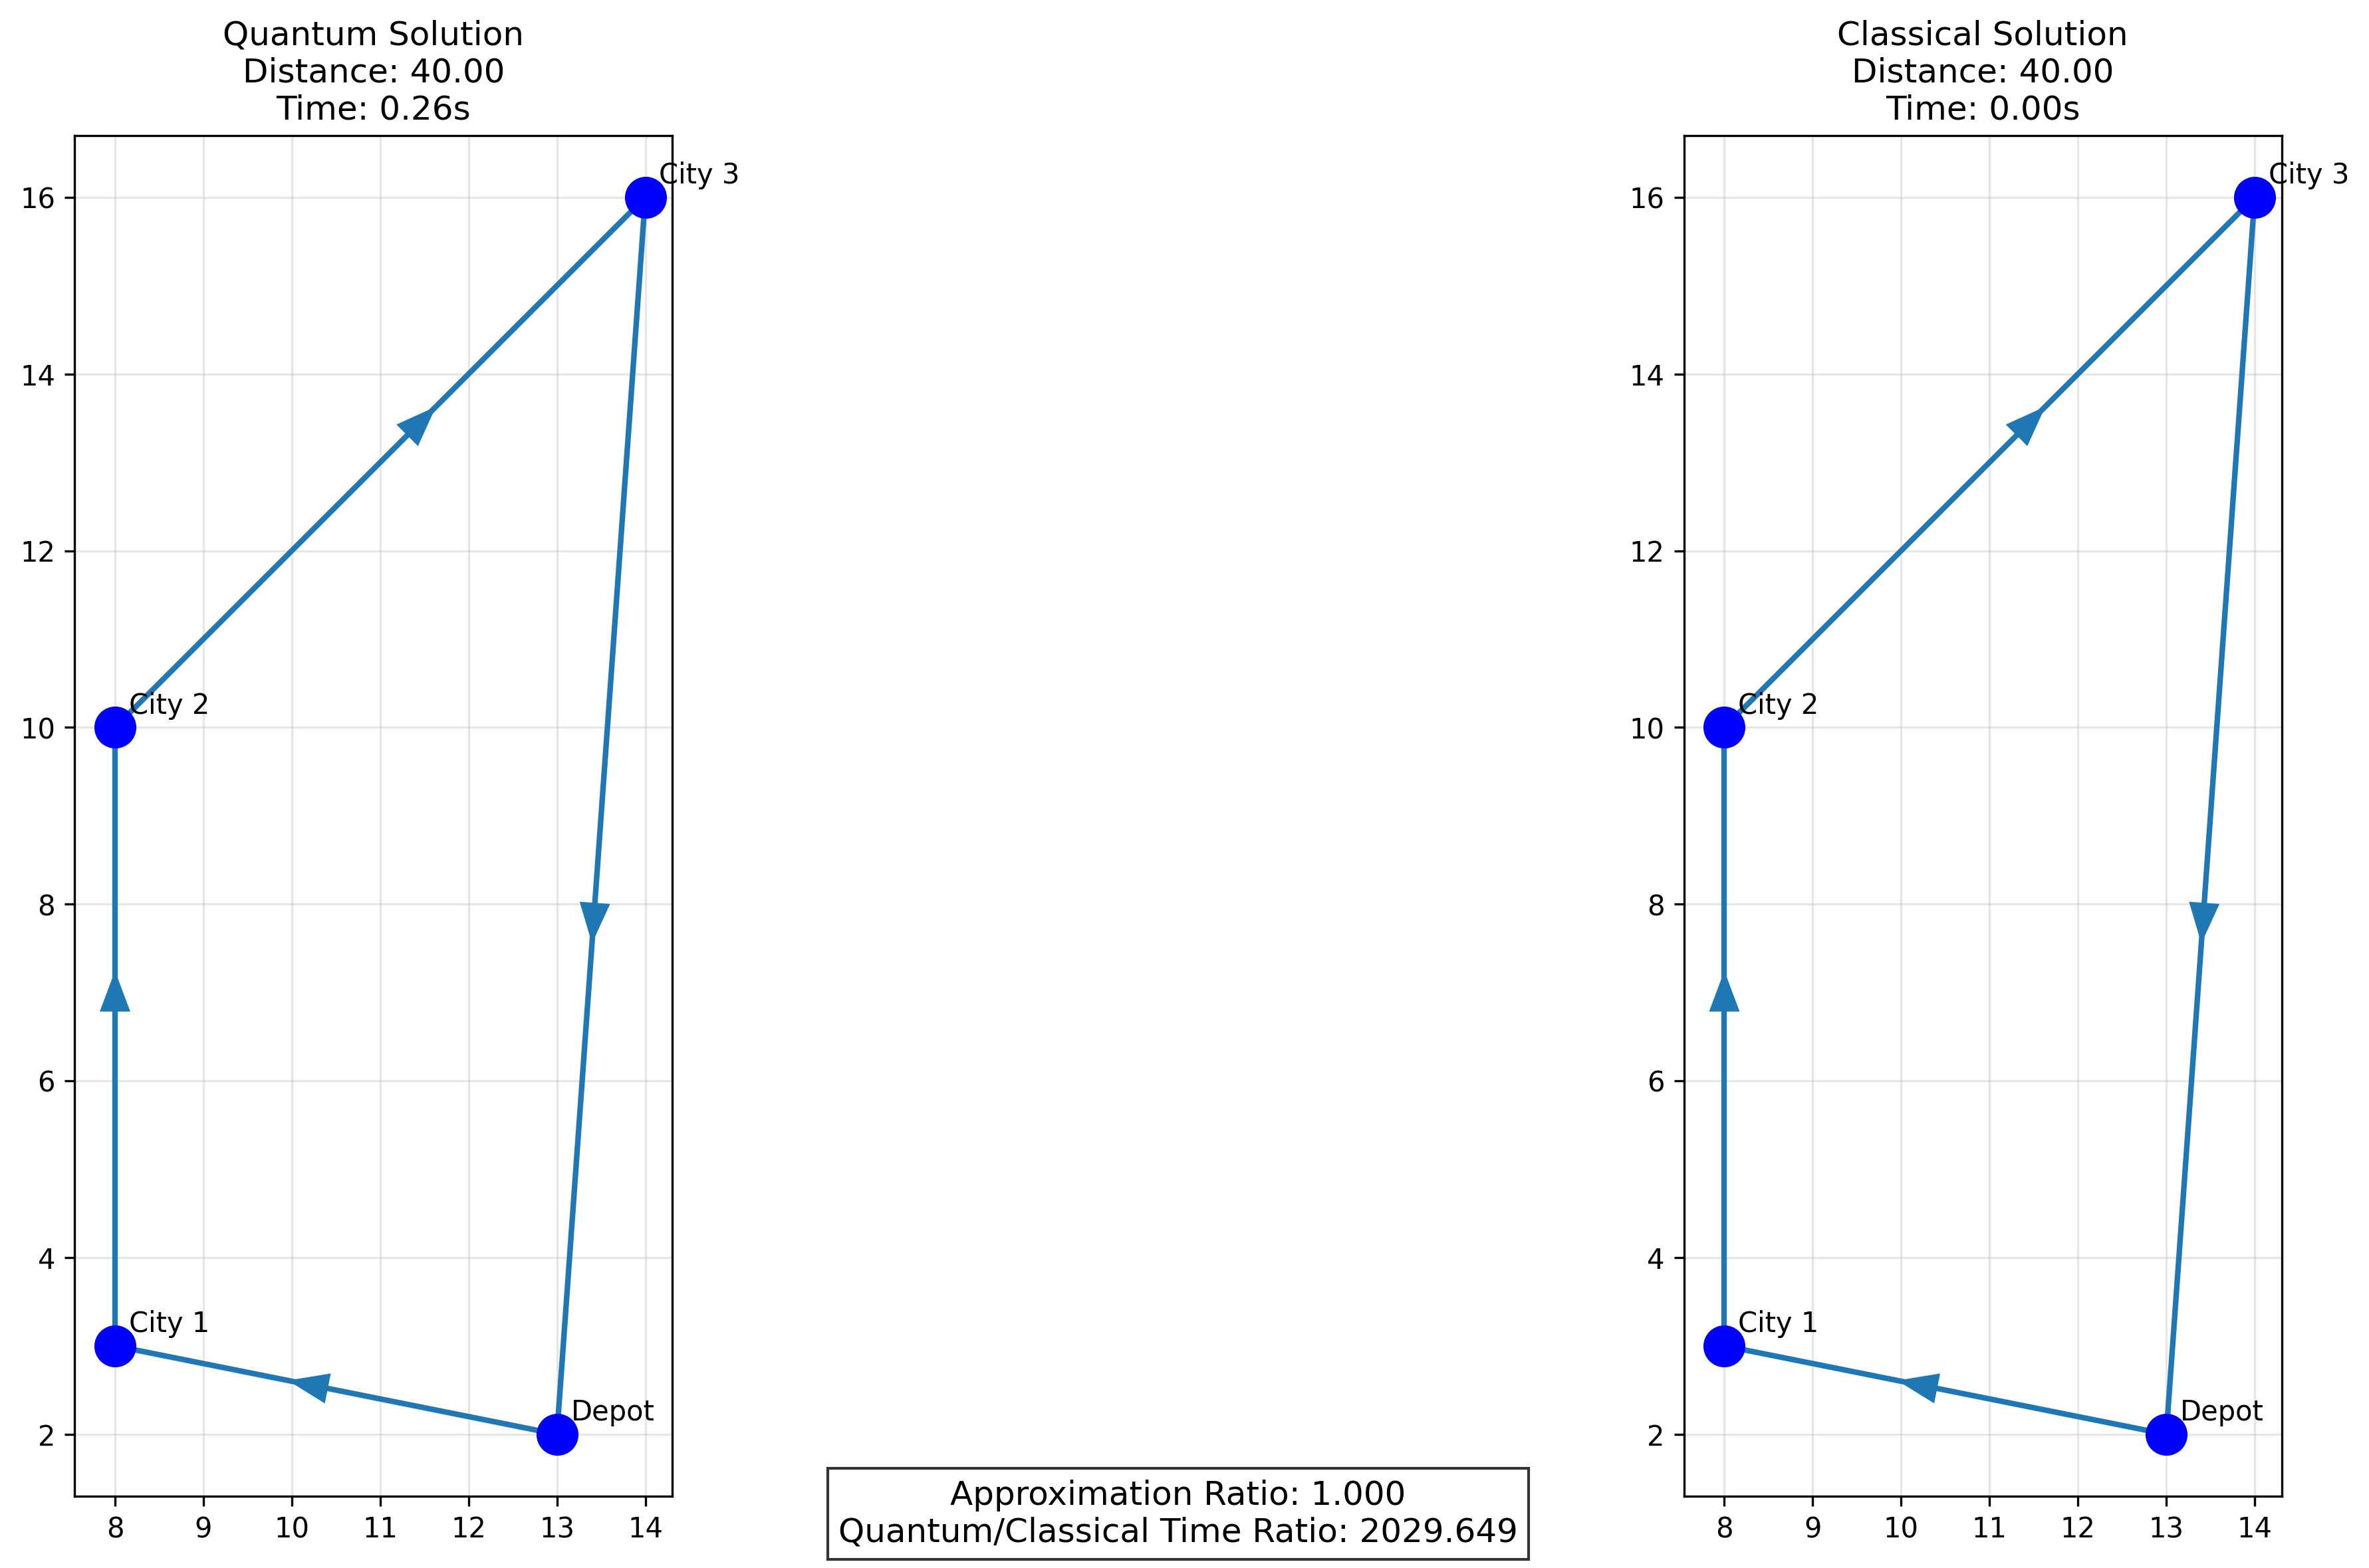 Quantum Solution
Distance: 40.00
Time: 0.26s
City 3
16
14
12
City 2
10
8
6
4
City 1
Depot
2
8 9 10 11 12 13 14
Classical Solution
Distance: 40.00
Time: 0.00s
City 3
16
14
12
City 2
10
8
6
4
City 1
Depot
2
8 9 10 11 12 13 14
Approximation Ratio: 1.000
Quantum/Classical Time Ratio: 2029.649